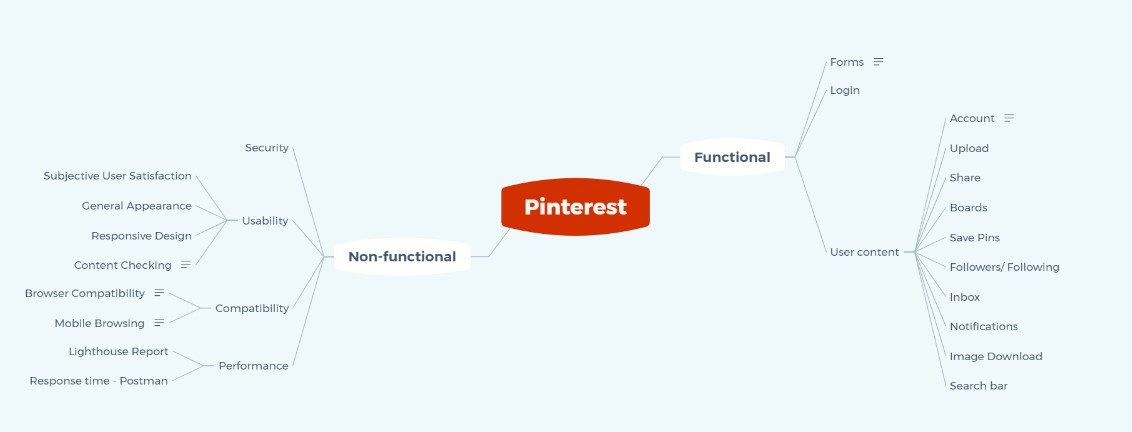 Pinterest
Functional
Forms
Login
User content
Account
Upload
Share
Boards
Save Pins
Followers/ Following
Inbox
Notifications
Image Download
Search bar
Non-functional
Security
Usability
Subjective User Satisfaction
General Appearance
Responsive Design
Content Checking
Compatibility
Browser Compatibility
Mobile Browsing
Performance
Lighthouse Report
Response time - Postman